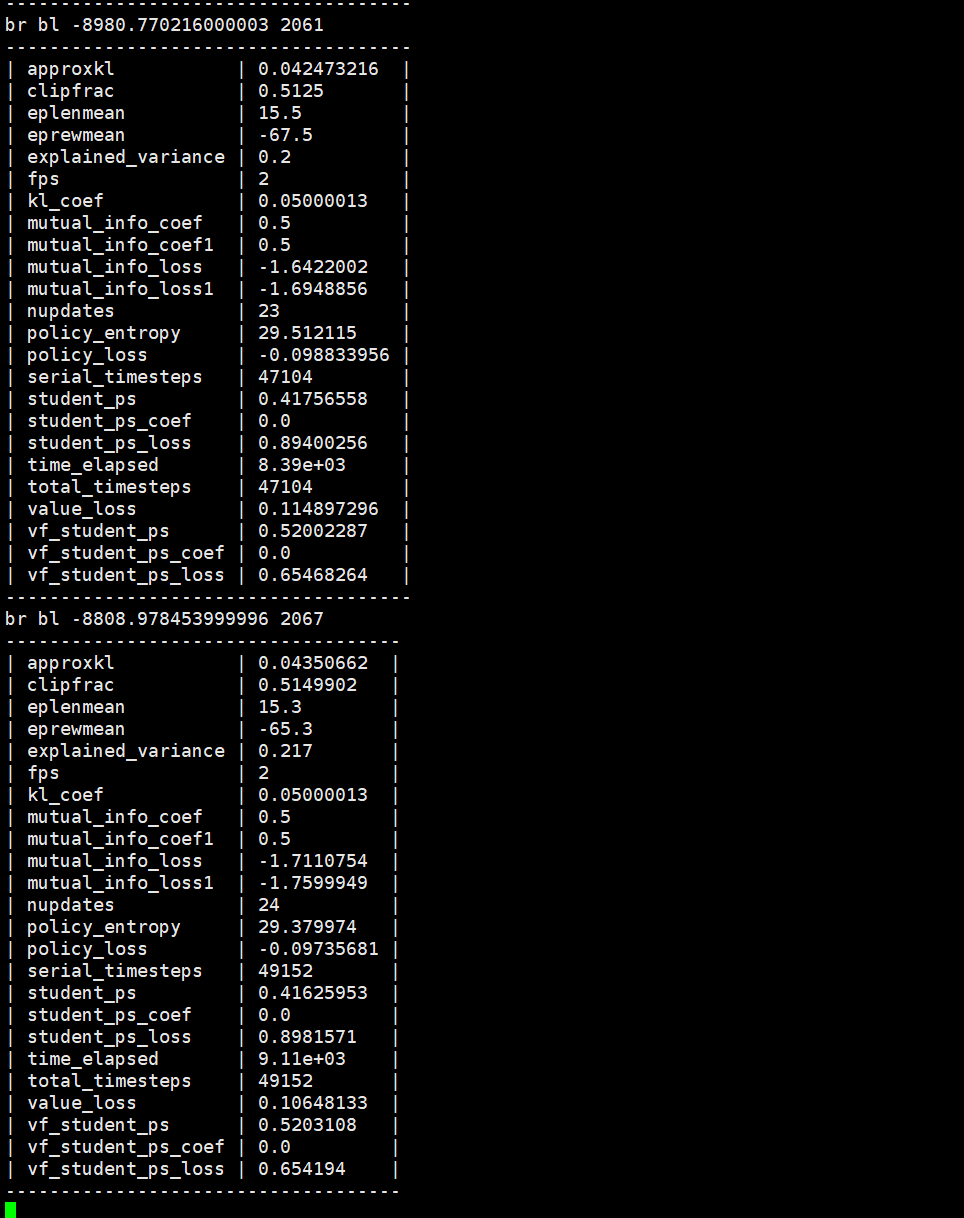 -------------------------------------
br bl -8980.770216000003 2061
-------------------------------------
| approxkl           | 0.042473216  |
| clipfrac           | 0.5125       |
| eplenmean          | 15.5         |
| eprewmean          | -67.5        |
| explained_variance | 0.2          |
| fps                | 2            |
| kl_coef            | 0.05000013   |
| mutual_info_coef   | 0.5          |
| mutual_info_coef1  | 0.5          |
| mutual_info_loss   | -1.6422002   |
| mutual_info_loss1  | -1.6948856   |
| nupdates           | 23           |
| policy_entropy     | 29.512115    |
| policy_loss        | -0.098833956 |
| serial_timesteps   | 47104        |
| student_ps         | 0.41756558   |
| student_ps_coef    | 0.0          |
| student_ps_loss    | 0.89400256   |
| time_elapsed       | 8.39e+03     |
| total_timesteps    | 47104        |
| value_loss         | 0.114897296  |
| vf_student_ps      | 0.52002287   |
| vf_student_ps_coef | 0.0          |
| vf_student_ps_loss | 0.65468264   |
-------------------------------------
br bl -8808.978453999996 2067
------------------------------------
| approxkl           | 0.04350662  |
| clipfrac           | 0.5149902   |
| eplenmean          | 15.3        |
| eprewmean          | -65.3       |
| explained_variance | 0.217       |
| fps                | 2           |
| kl_coef            | 0.05000013  |
| mutual_info_coef   | 0.5         |
| mutual_info_coef1  | 0.5         |
| mutual_info_loss   | -1.7110754  |
| mutual_info_loss1  | -1.7599949  |
| nupdates           | 24          |
| policy_entropy     | 29.379974   |
| policy_loss        | -0.09735681 |
| serial_timesteps   | 49152       |
| student_ps         | 0.41625953  |
| student_ps_coef    | 0.0         |
| student_ps_loss    | 0.8981571   |
| time_elapsed       | 9.11e+03    |
| total_timesteps    | 49152       |
| value_loss         | 0.10648133  |
| vf_student_ps      | 0.5203108   |
| vf_student_ps_coef | 0.0         |
| vf_student_ps_loss | 0.654194    |
------------------------------------